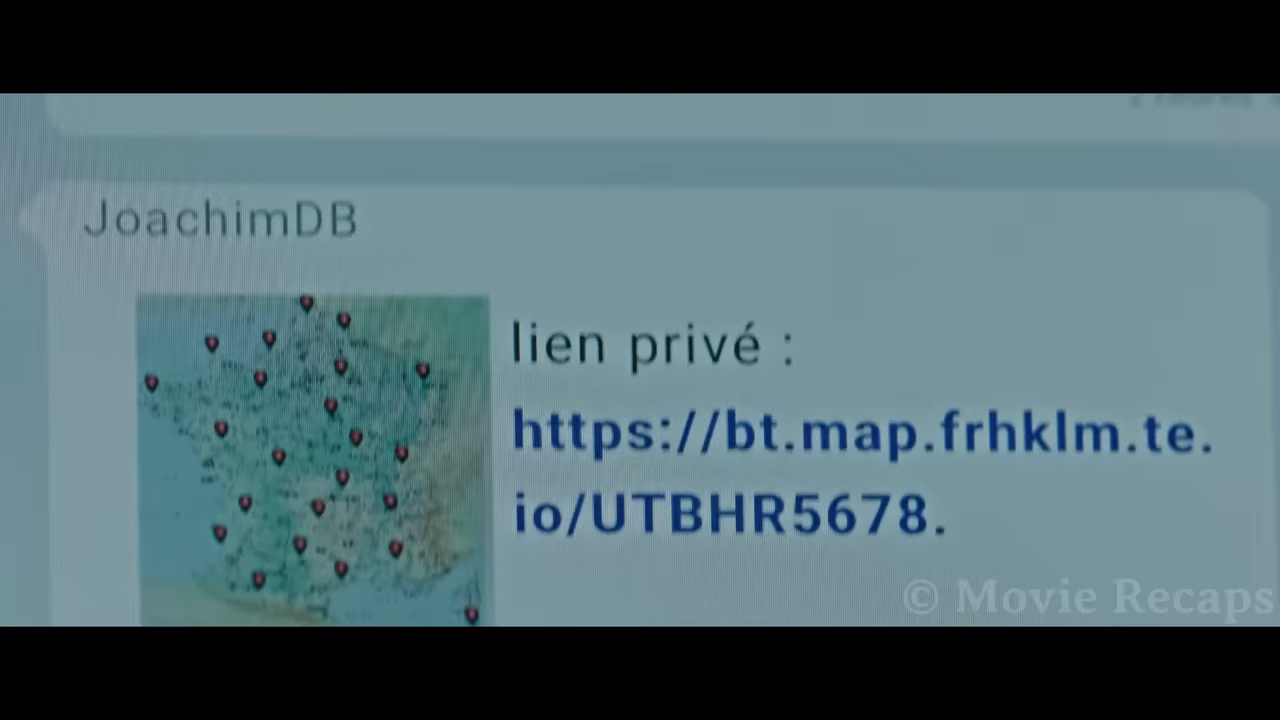 JoachimDB
lien privé :
https://bt.map.frhklm.te.
io/UTBHR5678.
© Movie Recaps